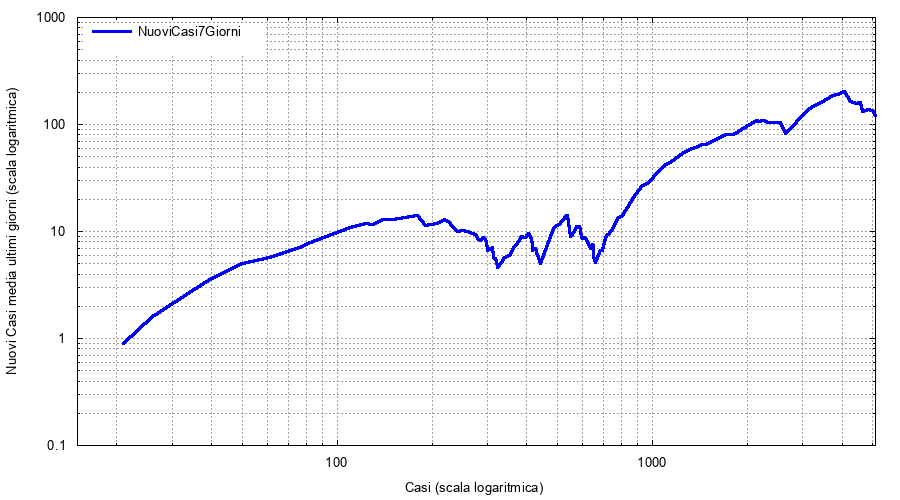 1000
NuoviCasi7Giorni
100
10
1
0.1
Nuovi Casi media ultimi giorni (scala logaritmica)
100 1000
Casi (scala logaritmica)